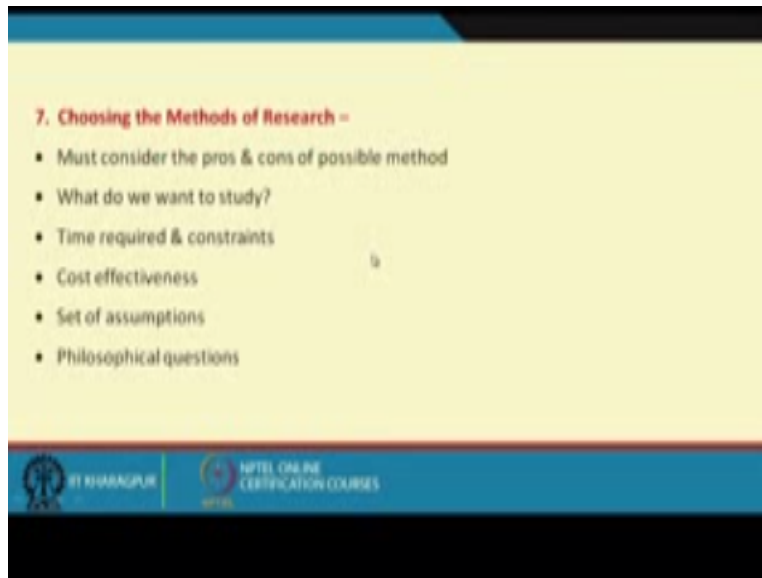 7. Choosing the Methods of Research –
• Must consider the pros & cons of possible method
• What do we want to study?
• Time required & constraints
• Cost effectiveness
• Set of assumptions
• Philosophical questions
IIT KHARAGPUR
NPTEL ONLINE
CERTIFICATION COURSES
NPTEL